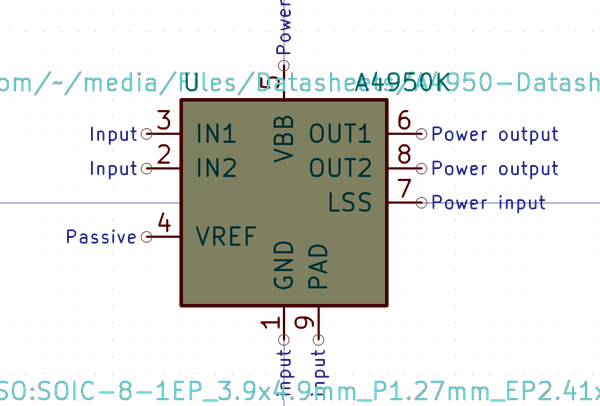 Power
5
U
A4950K
om/~/media/Files/Datasheets/A4950-Datash
VBB
Input 3 IN1 OUT1 6 Power output
Input 2 IN2 OUT2 8 Power output
LSS 7 Power input
Passive 4 VREF
GND PAD
1 9
Input Input
SO:SOIC-8-1EP_3.9x4.9mm_P1.27mm_EP2.41x